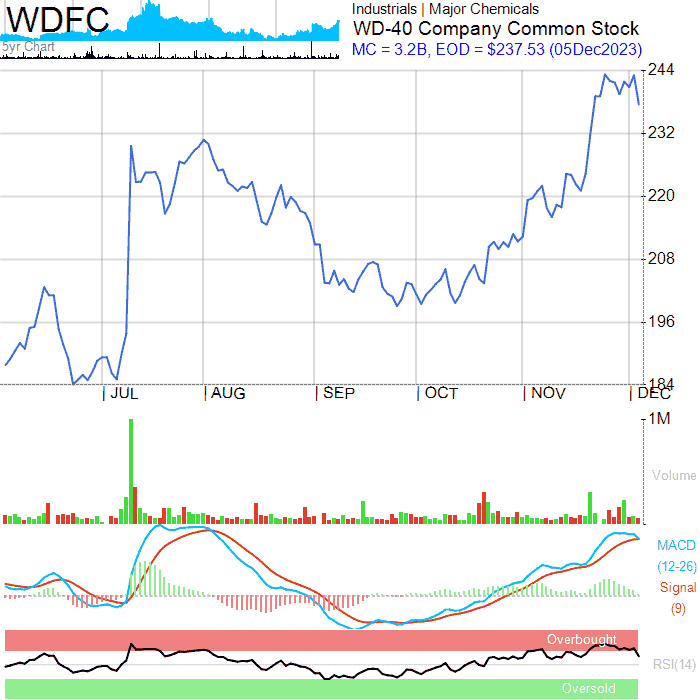 WDFC
5yr Chart
Industrials | Major Chemicals
WD-40 Company Common Stock
MC = 3.2B, EOD = $237.53 (05Dec2023)
244
232
220
208
196
184
JUL AUG SEP OCT NOV DEC
1M
Volume
MACD
(12-26)
Signal
(9)
Overbought
RSI(14)
Oversold